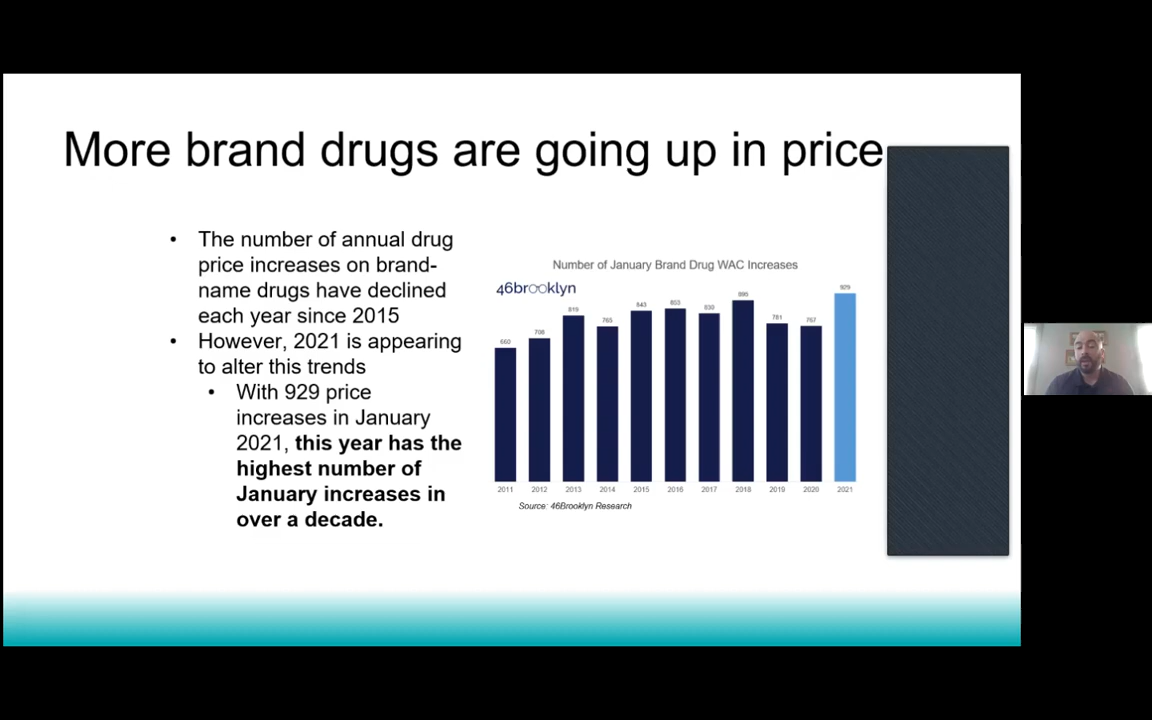 More brand drugs are going up in price
• The number of annual drug
price increases on brand-
name drugs have declined
each year since 2015
• However, 2021 is appearing
to alter this trends
• With 929 price
increases in January
2021, this year has the
highest number of
January increases in
over a decade.
Number of January Brand Drug WAC Increases
46brooklyn
660 708 819 765 843 853 830 895 781 767 929
2011 2012 2013 2014 2015 2016 2017 2018 2019 2020 2021
Source: 46Brooklyn Research